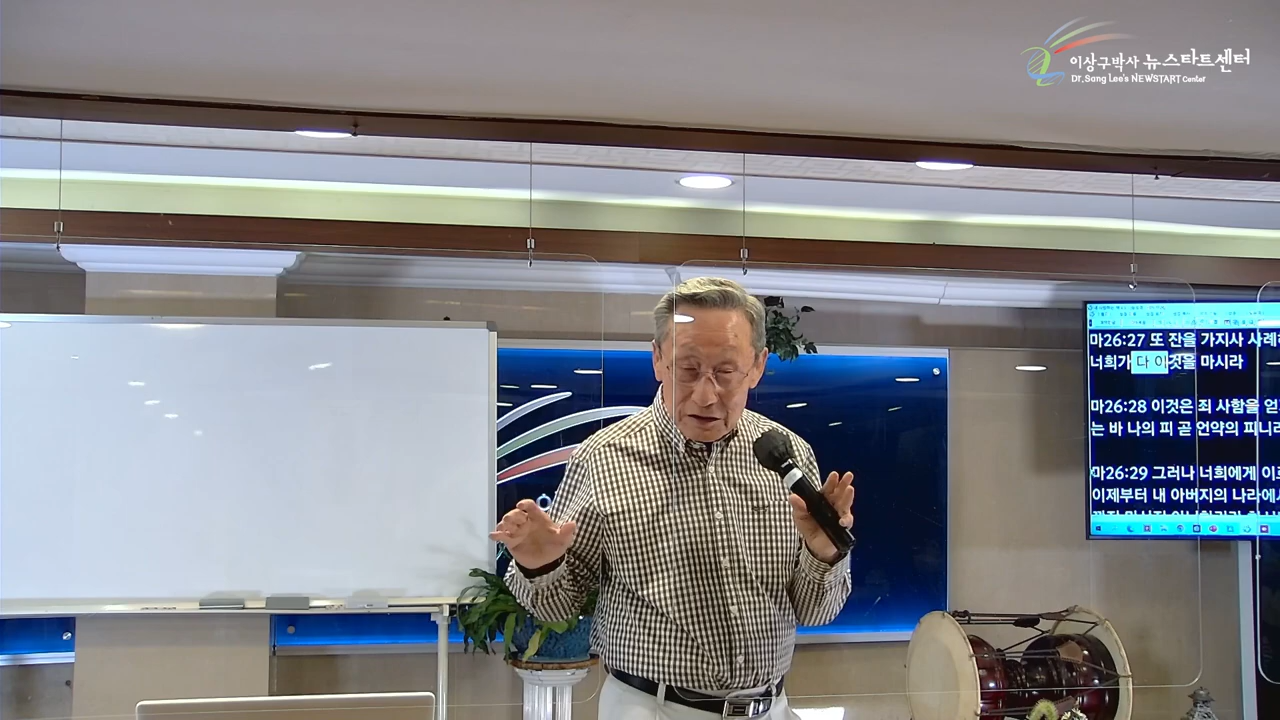 이상구박사 뉴스타트센터
Dr. Sang Lee's NEWSTART Center
마26:27 또 잔을 가지사 사례
너희가 다 이것을 마시라
마26:28 이것은 죄 사함을 얻
는 바 나의 피 곧 언약의 피니라
마26:29 그러나 너희에게 이
이제부터 내 아버지의 나라에서